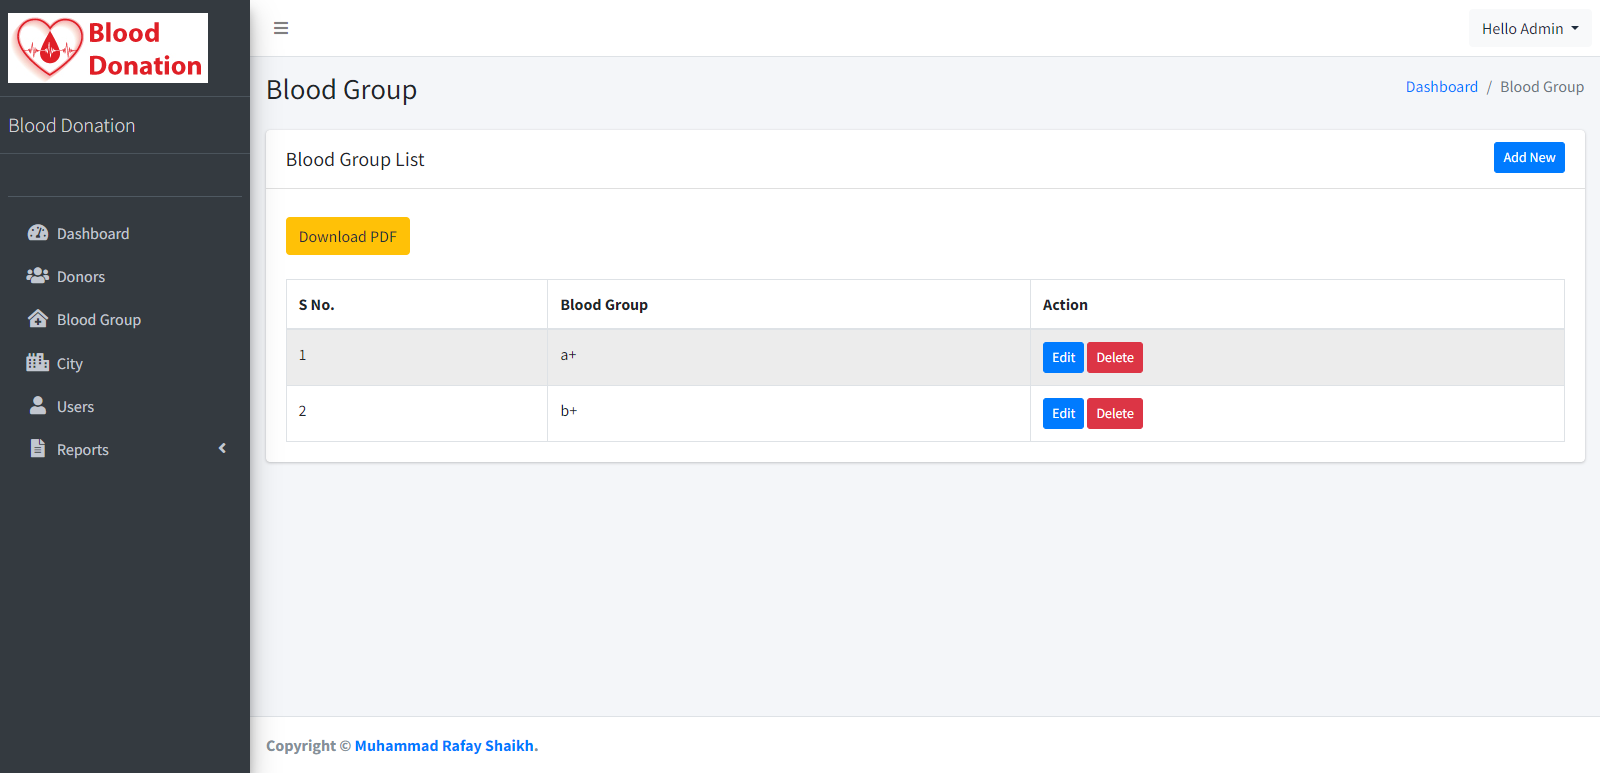 Blood
Donation
Hello Admin
Blood Group
Dashboard / Blood Group
Blood Donation
Blood Group List
Add New
Dashboard
Donors
Blood Group
City
Users
Reports
Download PDF
S No. Blood Group Action
1 a+ Edit Delete
2 b+ Edit Delete
Copyright © Muhammad Rafay Shaikh.